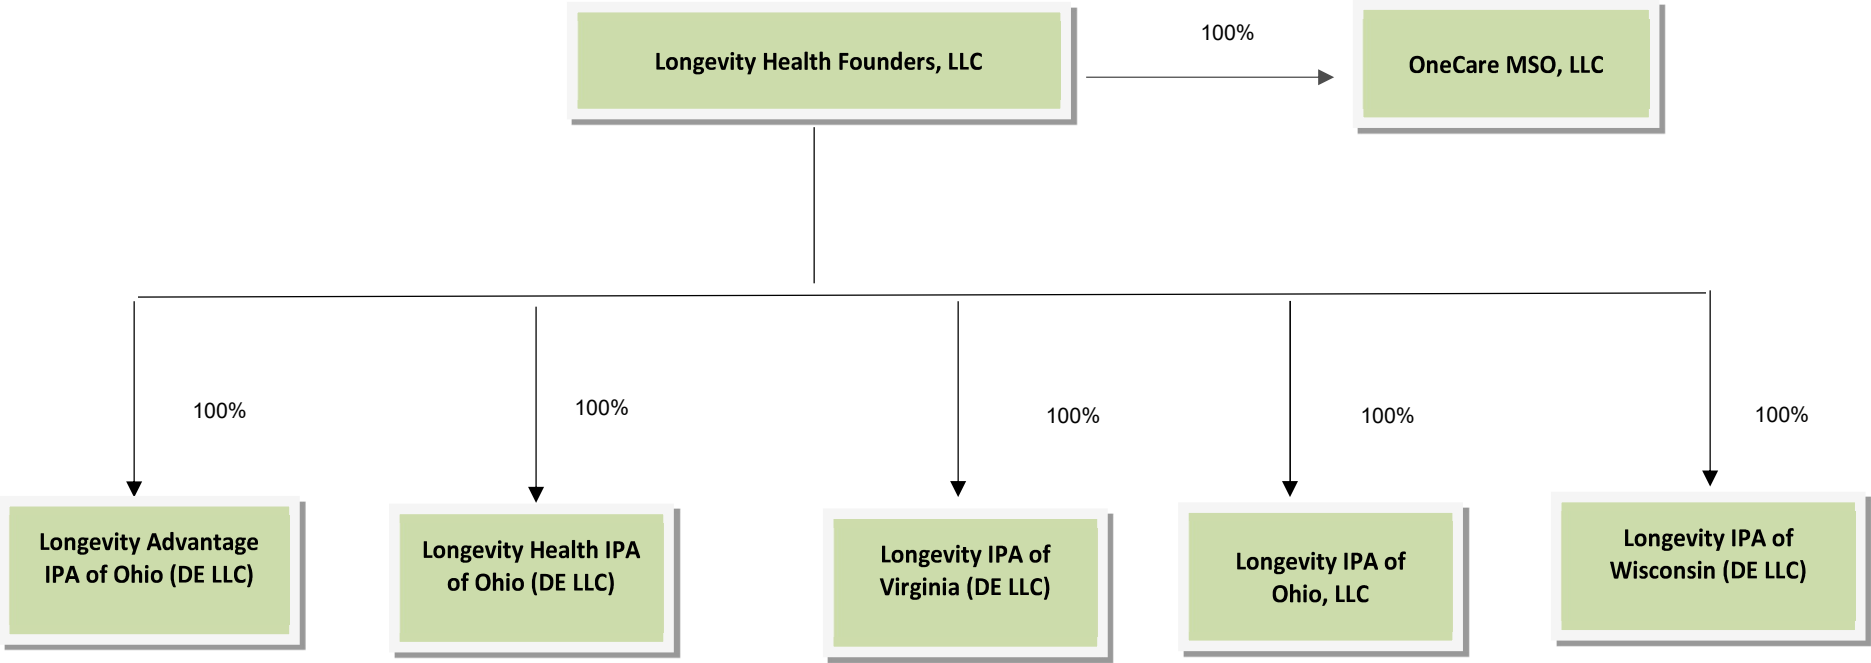 Longevity Health Founders, LLC
100%
OneCare MSO, LLC
100%
100%
100%
100%
100%
Longevity Advantage
IPA of Ohio (DE LLC)
Longevity Health IPA
of Ohio (DE LLC)
Longevity IPA of
Virginia (DE LLC)
Longevity IPA of
Ohio, LLC
Longevity IPA of
Wisconsin (DE LLC)